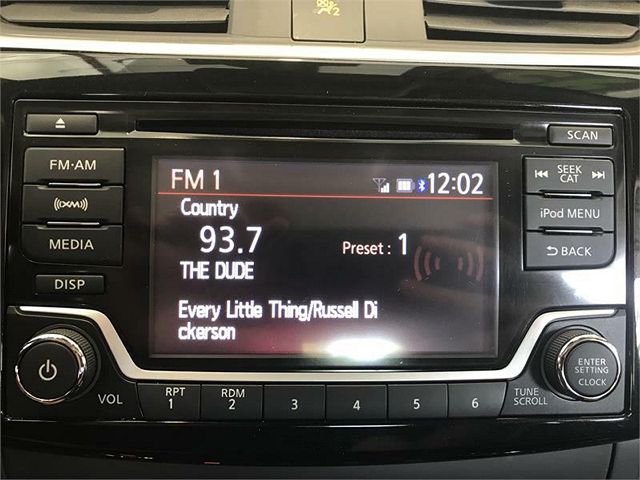 2
SCAN
FM·AM
FM 1
12:02
SEEK
CAT
Country
(XM)
93.7
Preset : 1
iPod MENU
MEDIA
THE DUDE
BACK
DISP
Every Little Thing/Russell Di
ckerson
ENTER
SETTING
CLOCK
VOL
RPT
1
RDM
2
3
4
5
6
TUNE
SCROLL